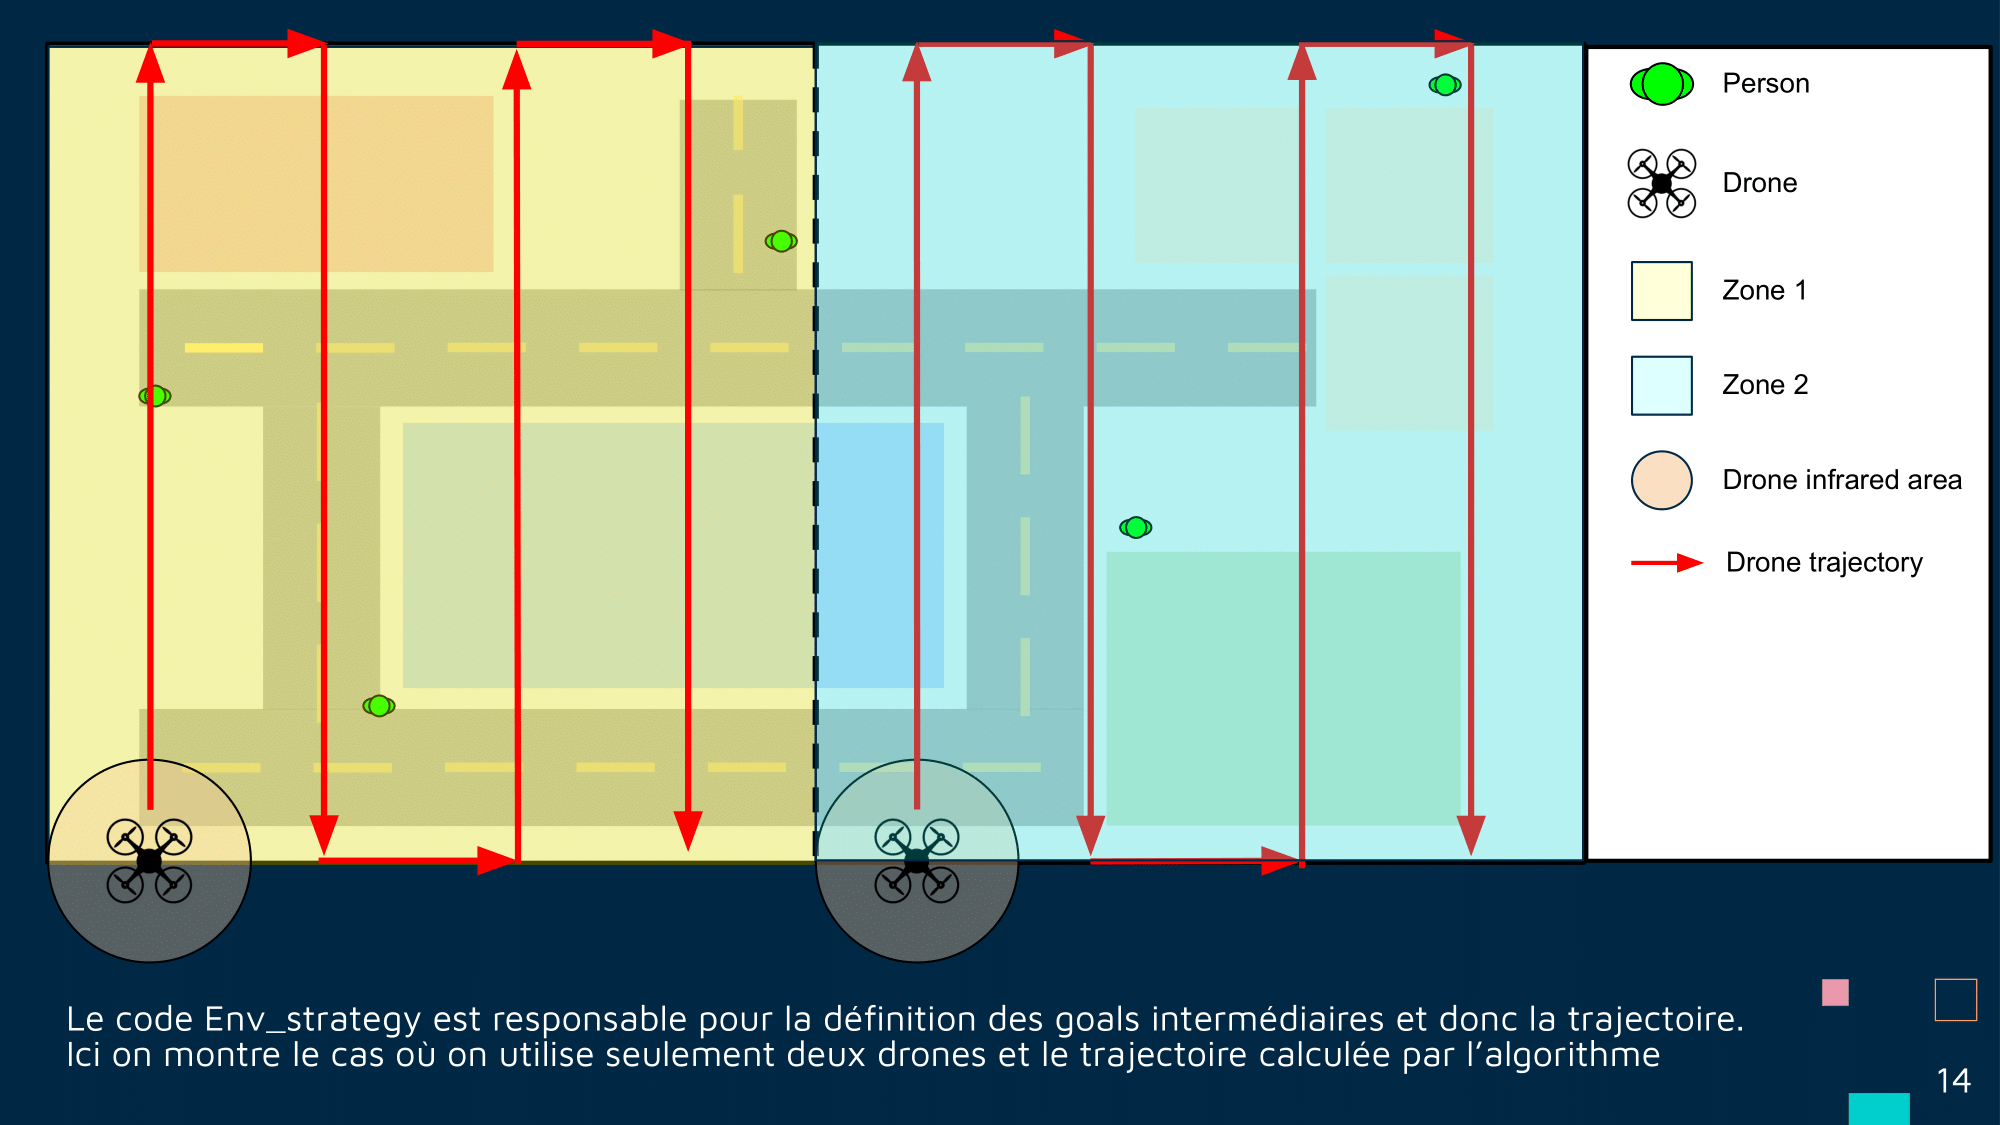 Person
Drone
Zone 1
Zone 2
Drone infrared area
Drone trajectory
Le code Env_strategy est responsable pour la définition des goals intermédiaires et donc la trajectoire.
Ici on montre le cas où on utilise seulement deux drones et le trajectoire calculée par l’algorithme
14